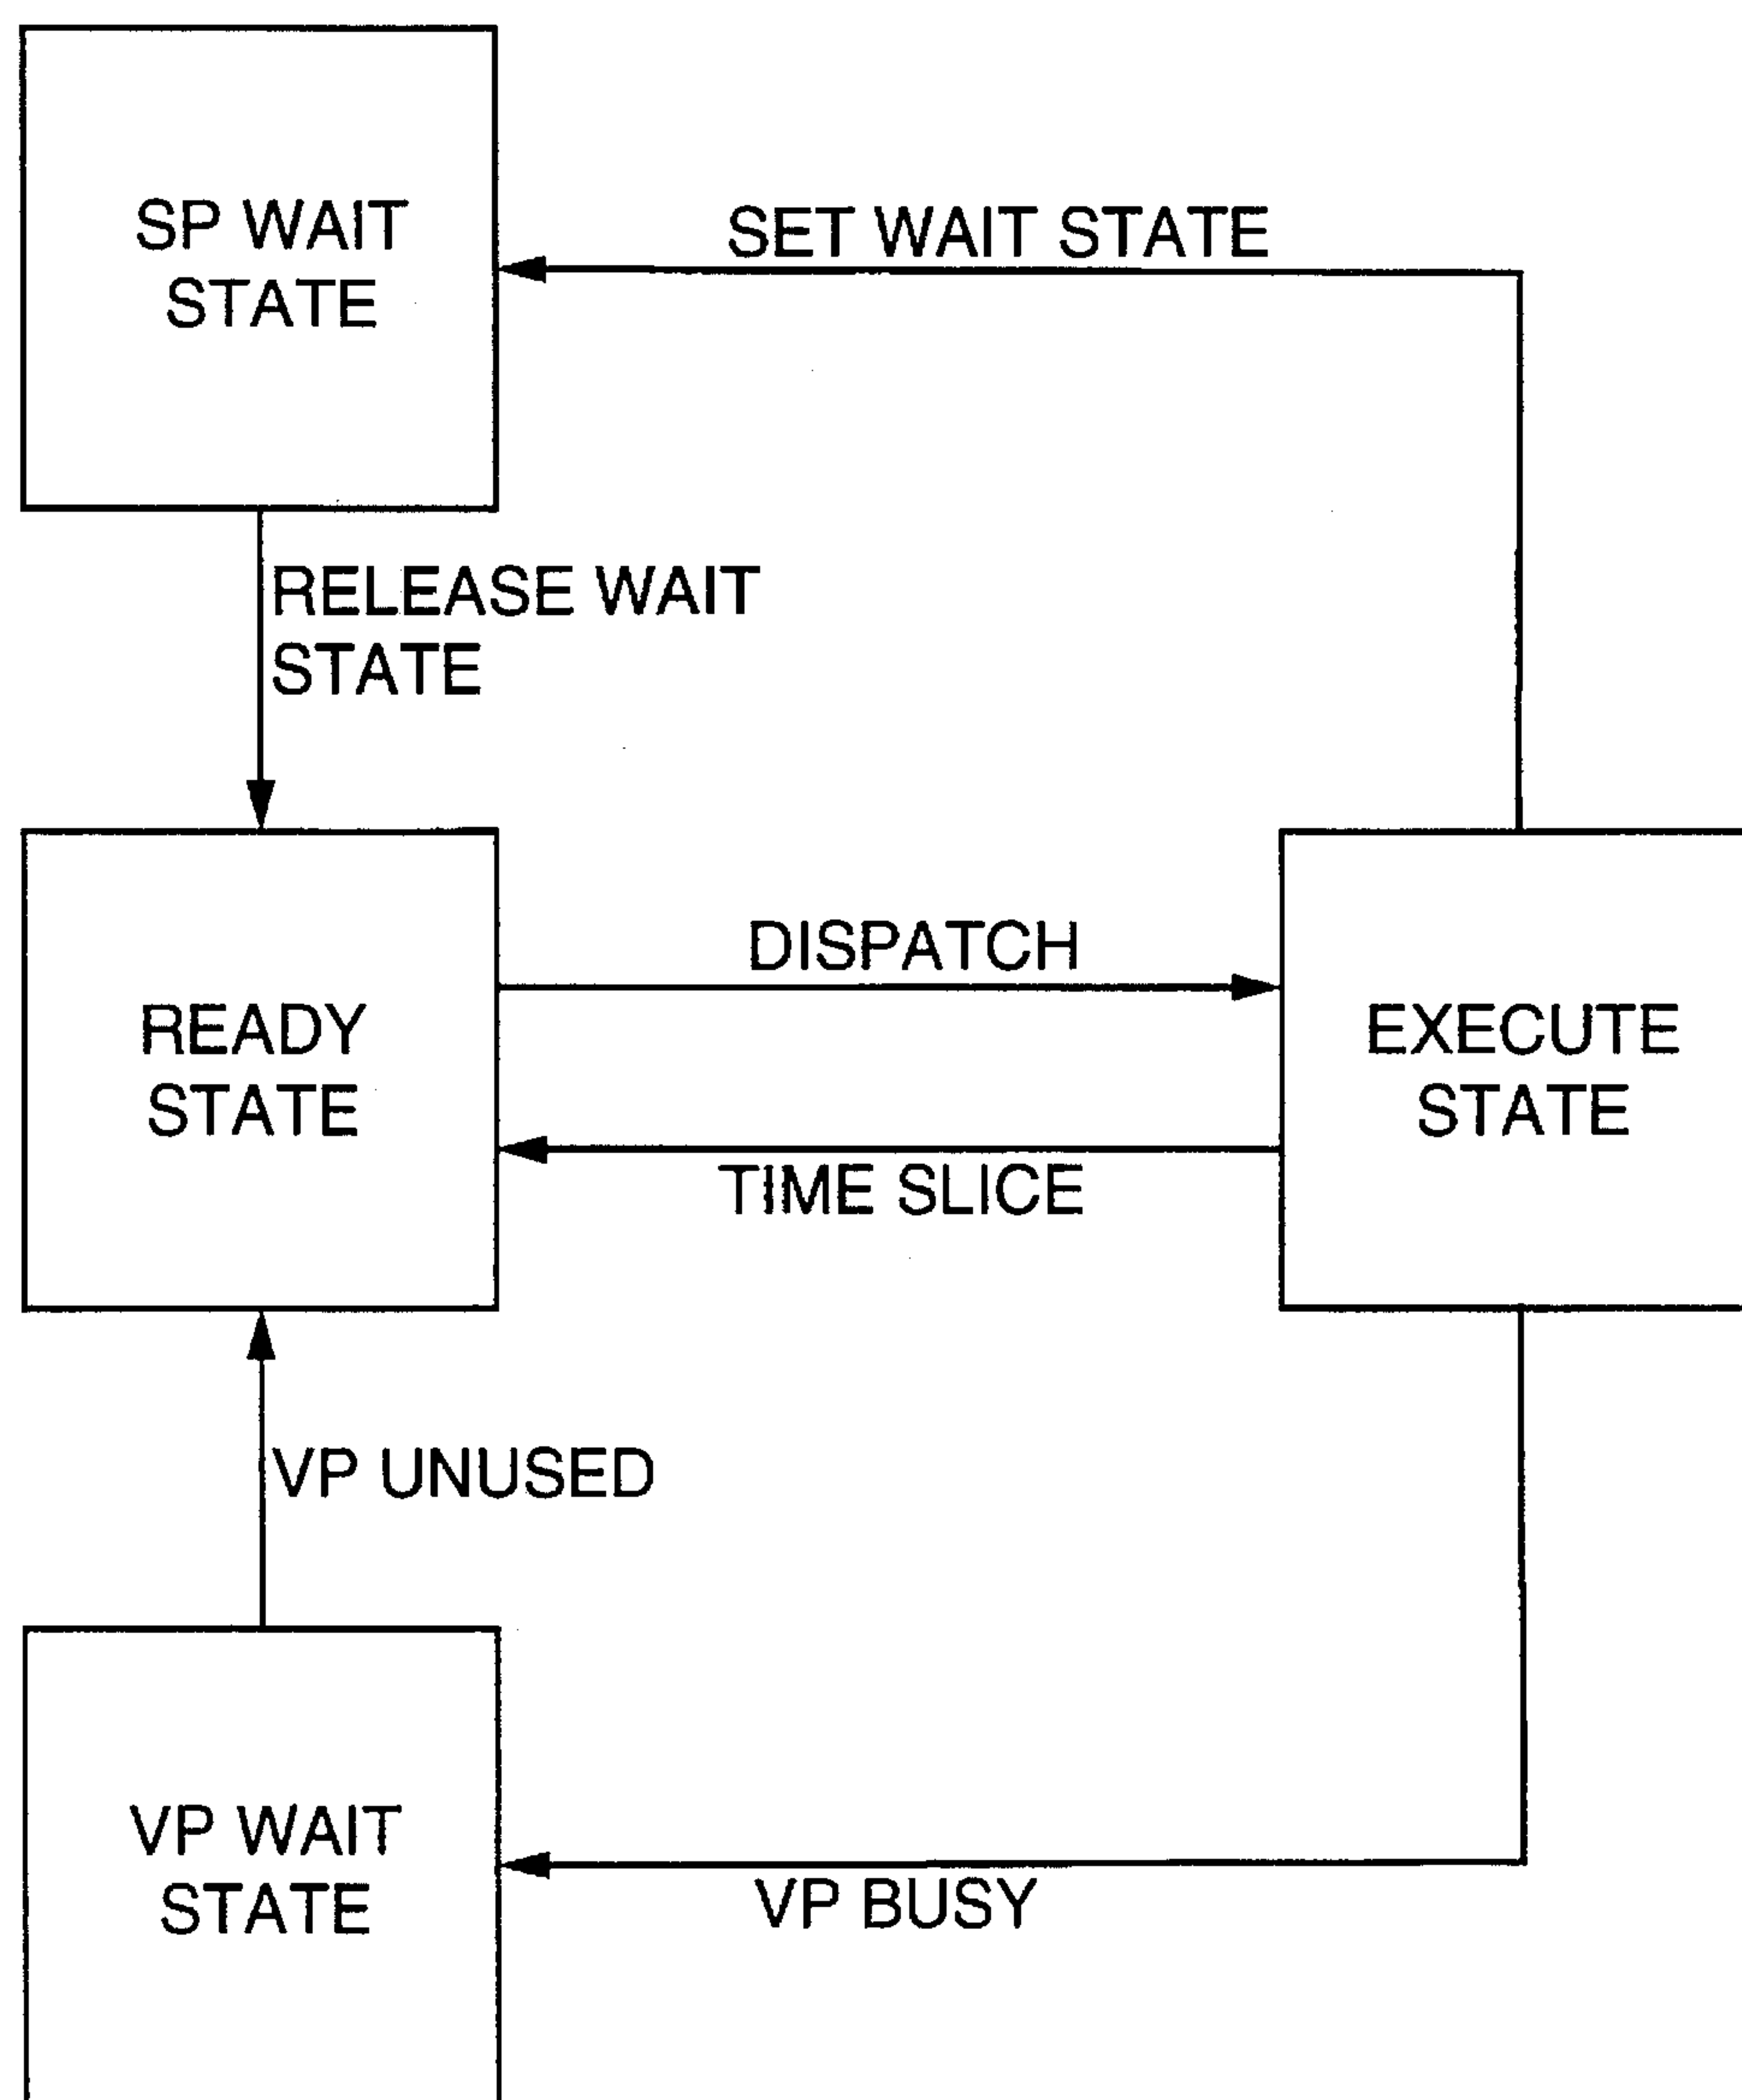 SP WAIT
STATE
SET WAIT STATE
RELEASE WAIT
STATE
DISPATCH
READY
STATE
EXECUTE
STATE
TIME SLICE
VP UNUSED
VP WAIT
STATE
VP BUSY